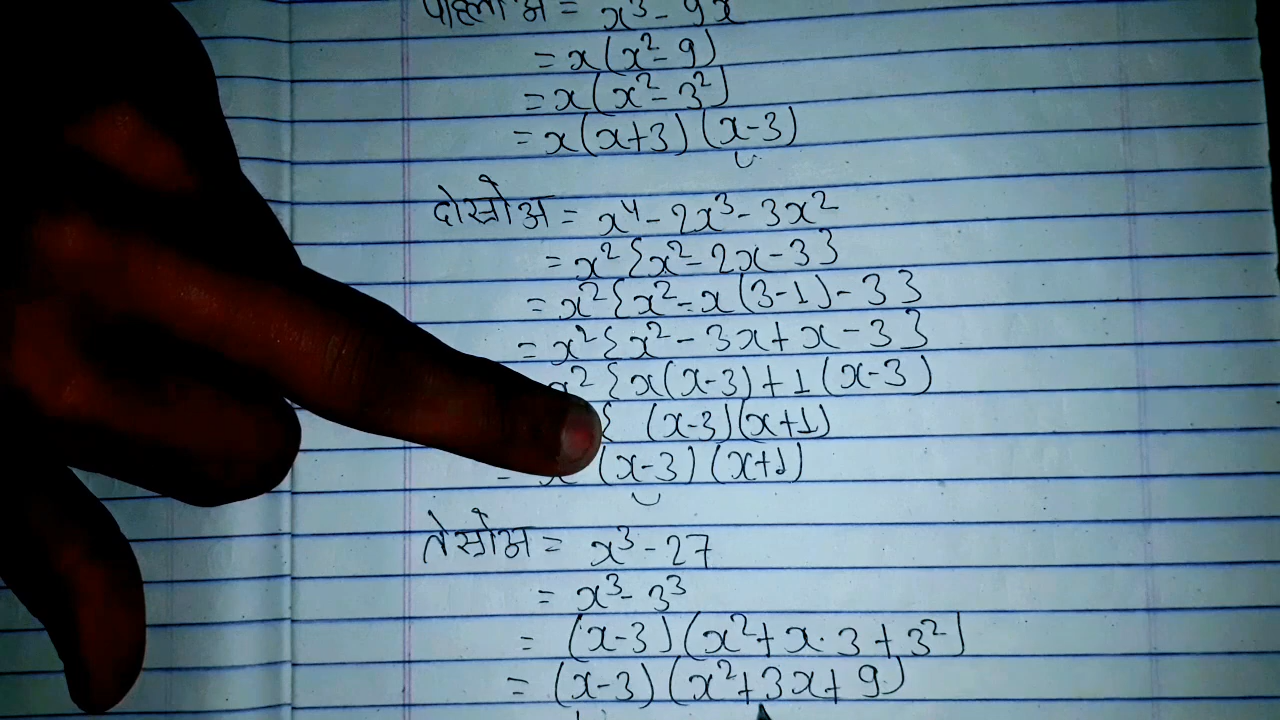 पहिलो अ = x³ - 9x
= x(x² - 9)
= x(x² - 3²)
= x(x+3)(x-3)
दोस्रो अ = x⁴ - 2x³ - 3x²
= x²{x² - 2x - 3}
= x²{x² - x(3-1) - 3}
= x²{x² - 3x + x - 3}
x²{x(x-3) + 1(x-3)
{ (x-3)(x+1)
(x-3)(x+1)
तेस्रो अ = x³ - 27
= x³ - 3³
= (x-3)(x² + x·3 + 3²)
= (x-3)(x² + 3x + 9)